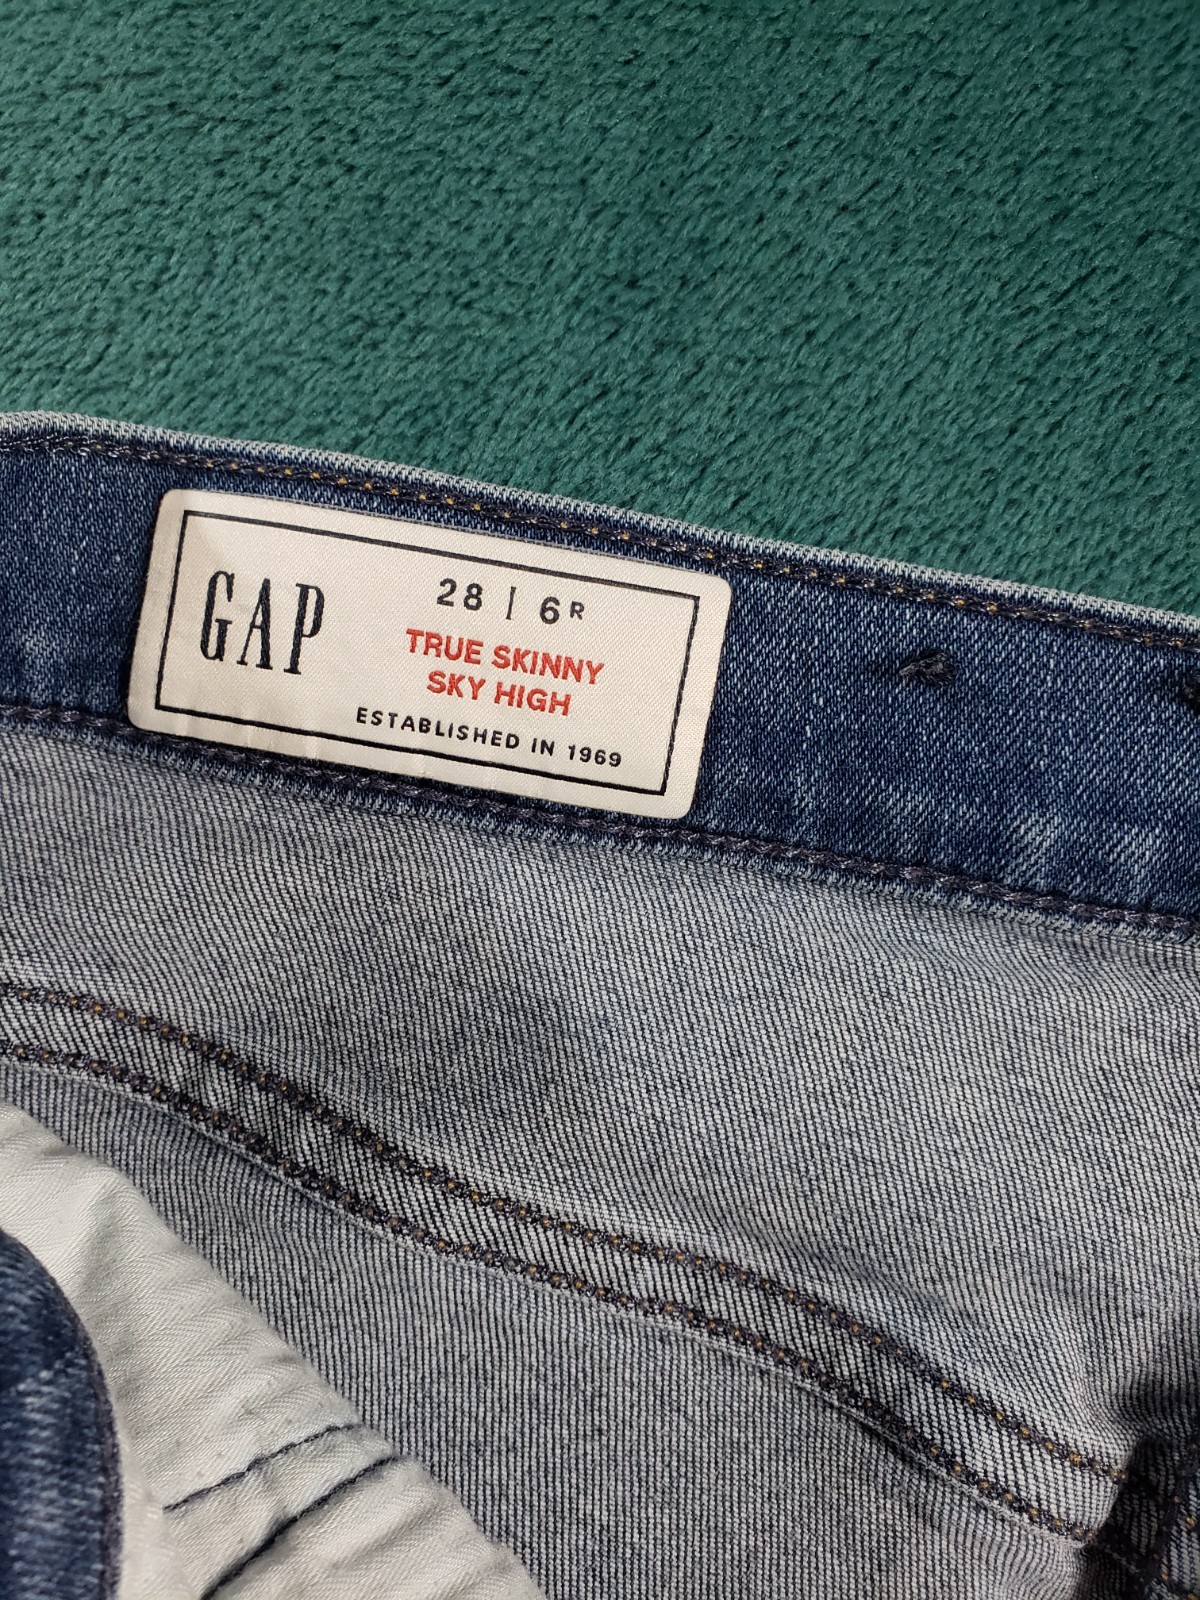 GAP
28 | 6R
TRUE SKINNY
SKY HIGH
ESTABLISHED IN 1969